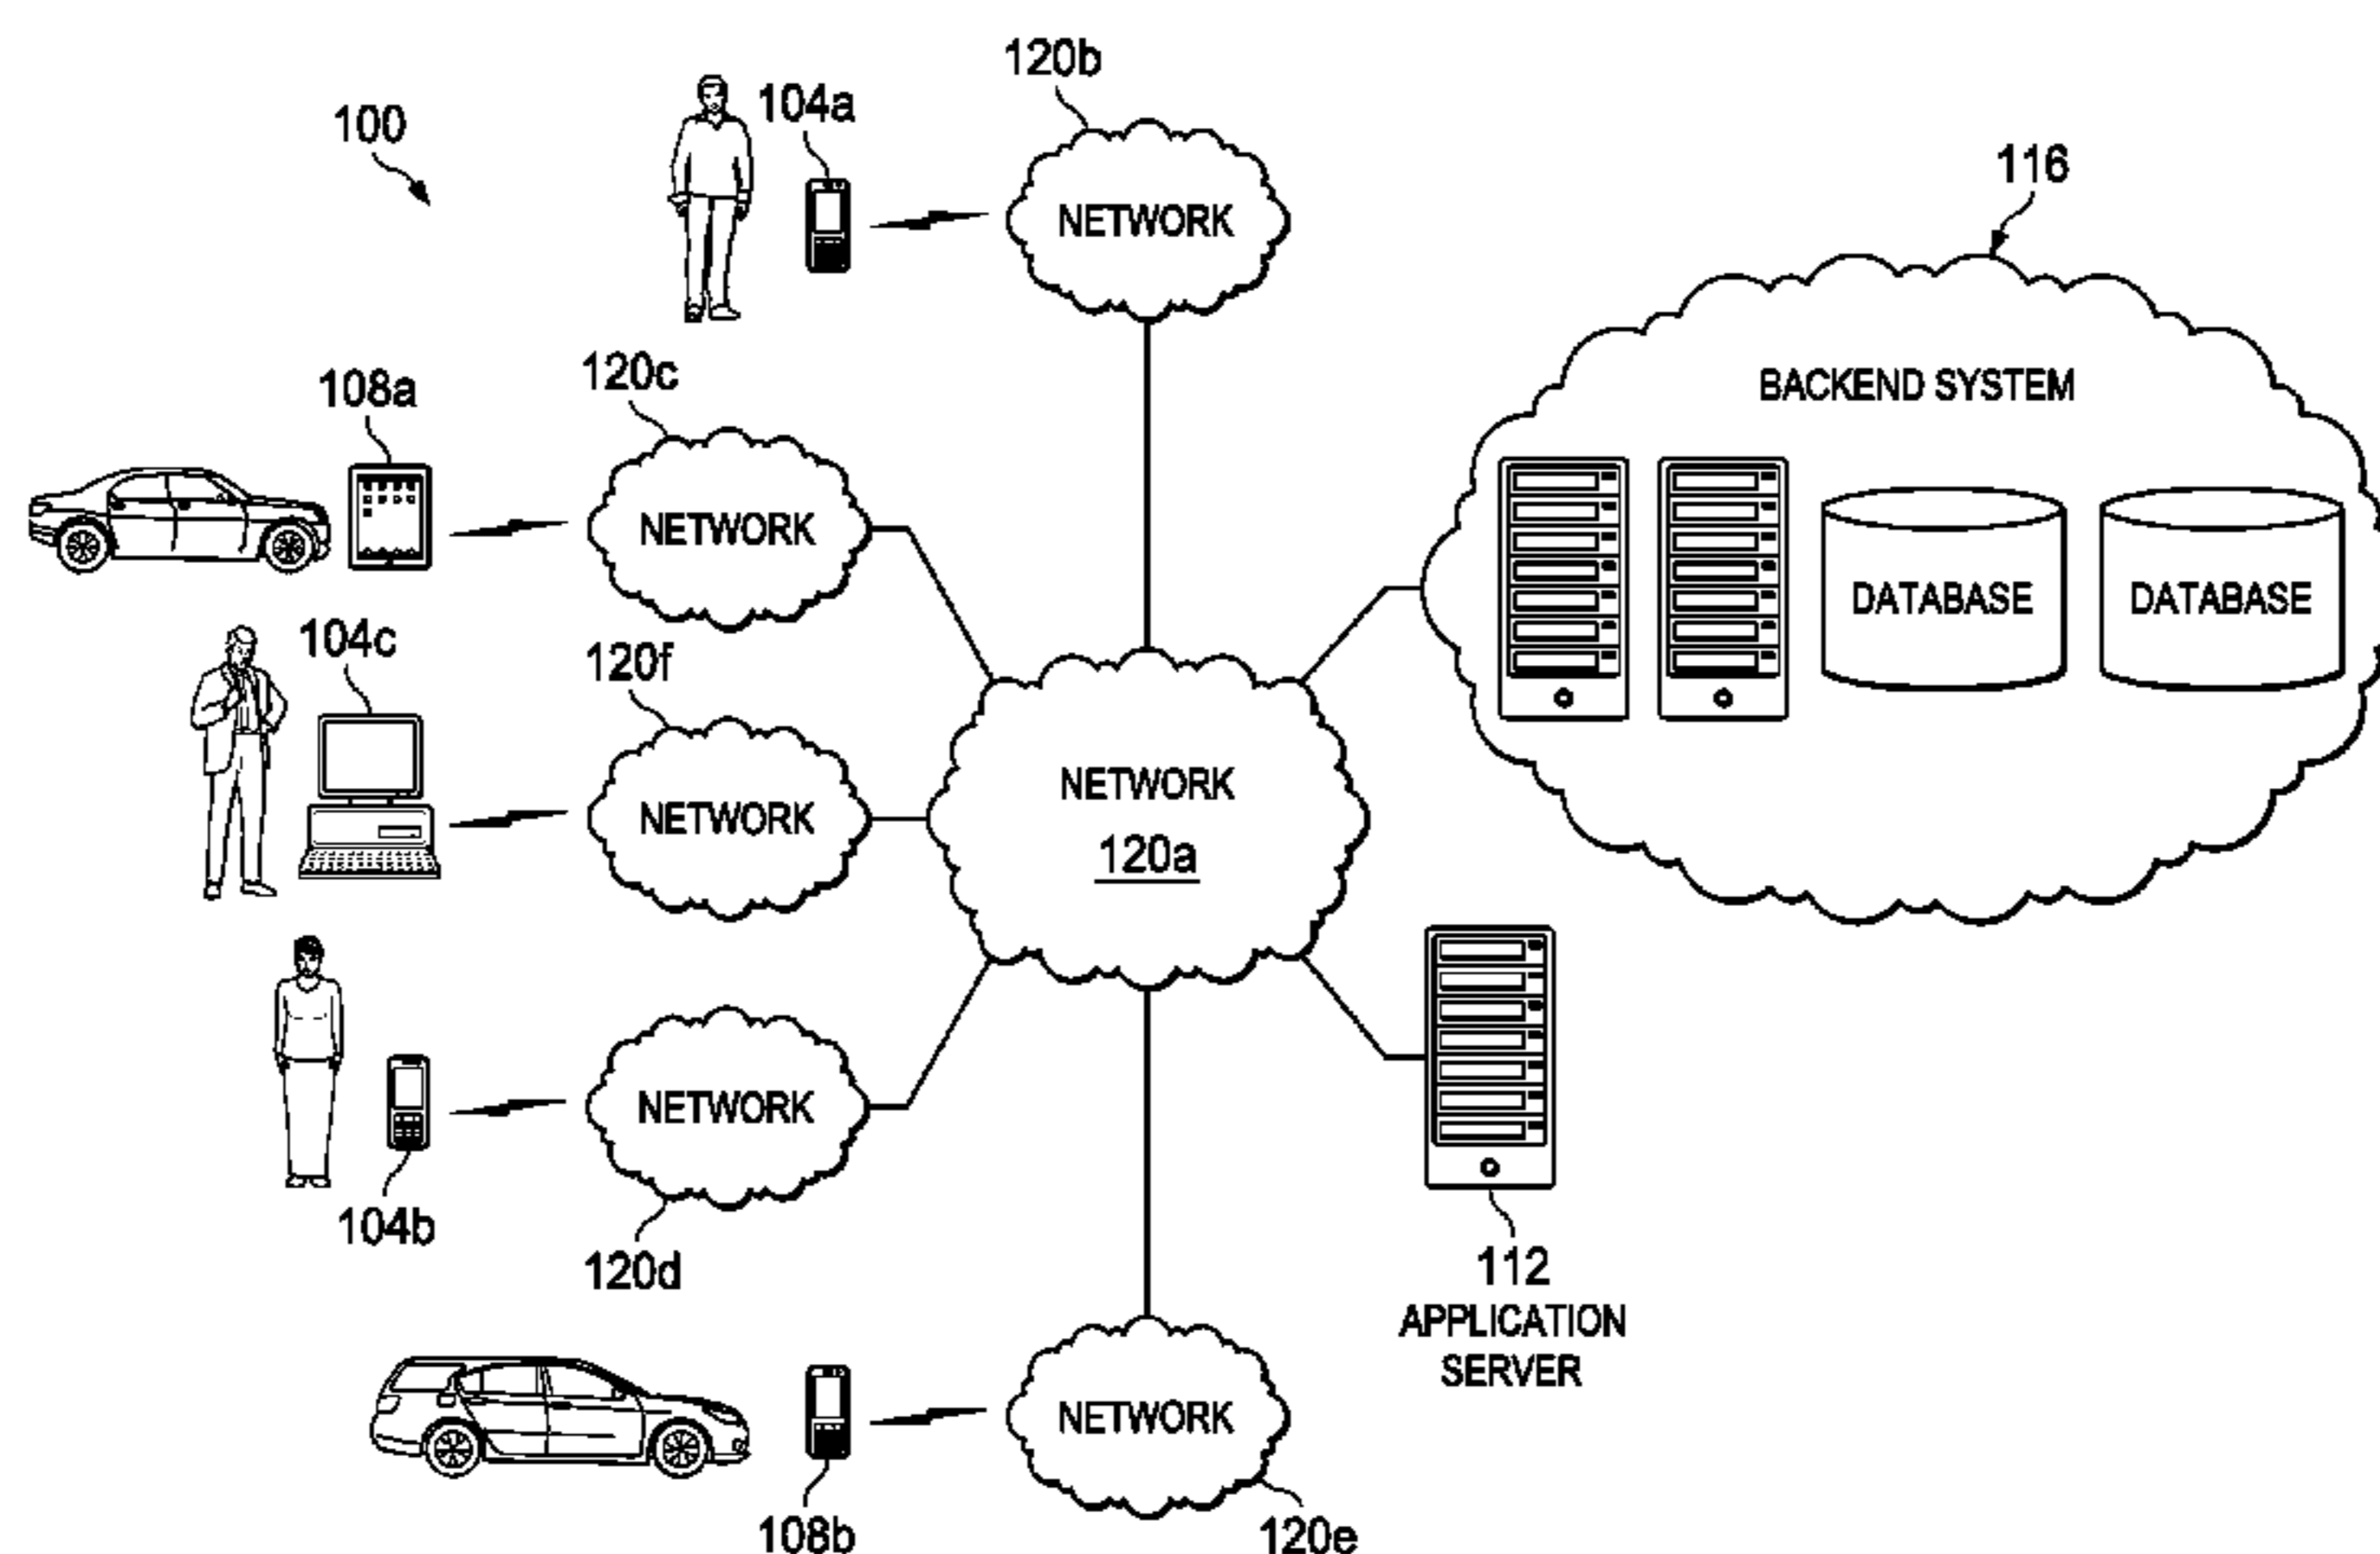 120b
104a
100
116
NETWORK
120c
108a
BACKEND SYSTEM
NETWORK
DATABASE
DATABASE
104c
120f
NETWORK
NETWORK
120a
NETWORK
104b
120d
112
APPLICATION
SERVER
NETWORK
108b
120e